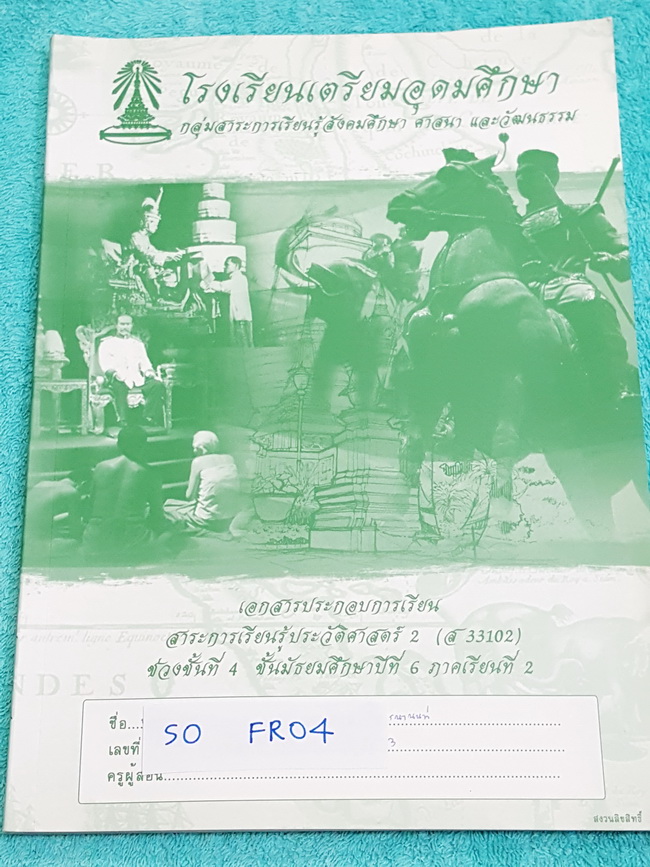 โรงเรียนเตรียมอุดมศึกษา
กลุ่มสาระการเรียนรู้สังคมศึกษา ศาสนา และวัฒนธรรม
เอกสารประกอบการเรียน
สาระการเรียนรู้ประวัติศาสตร์ 2 (ส 33102)
ช่วงชั้นที่ 4 ชั้นมัธยมศึกษาปีที่ 6 ภาคเรียนที่ 2
ชื่อ
เลขที่ 3
SO FR04
ครูผู้สอน
สงวนลิขสิทธิ์